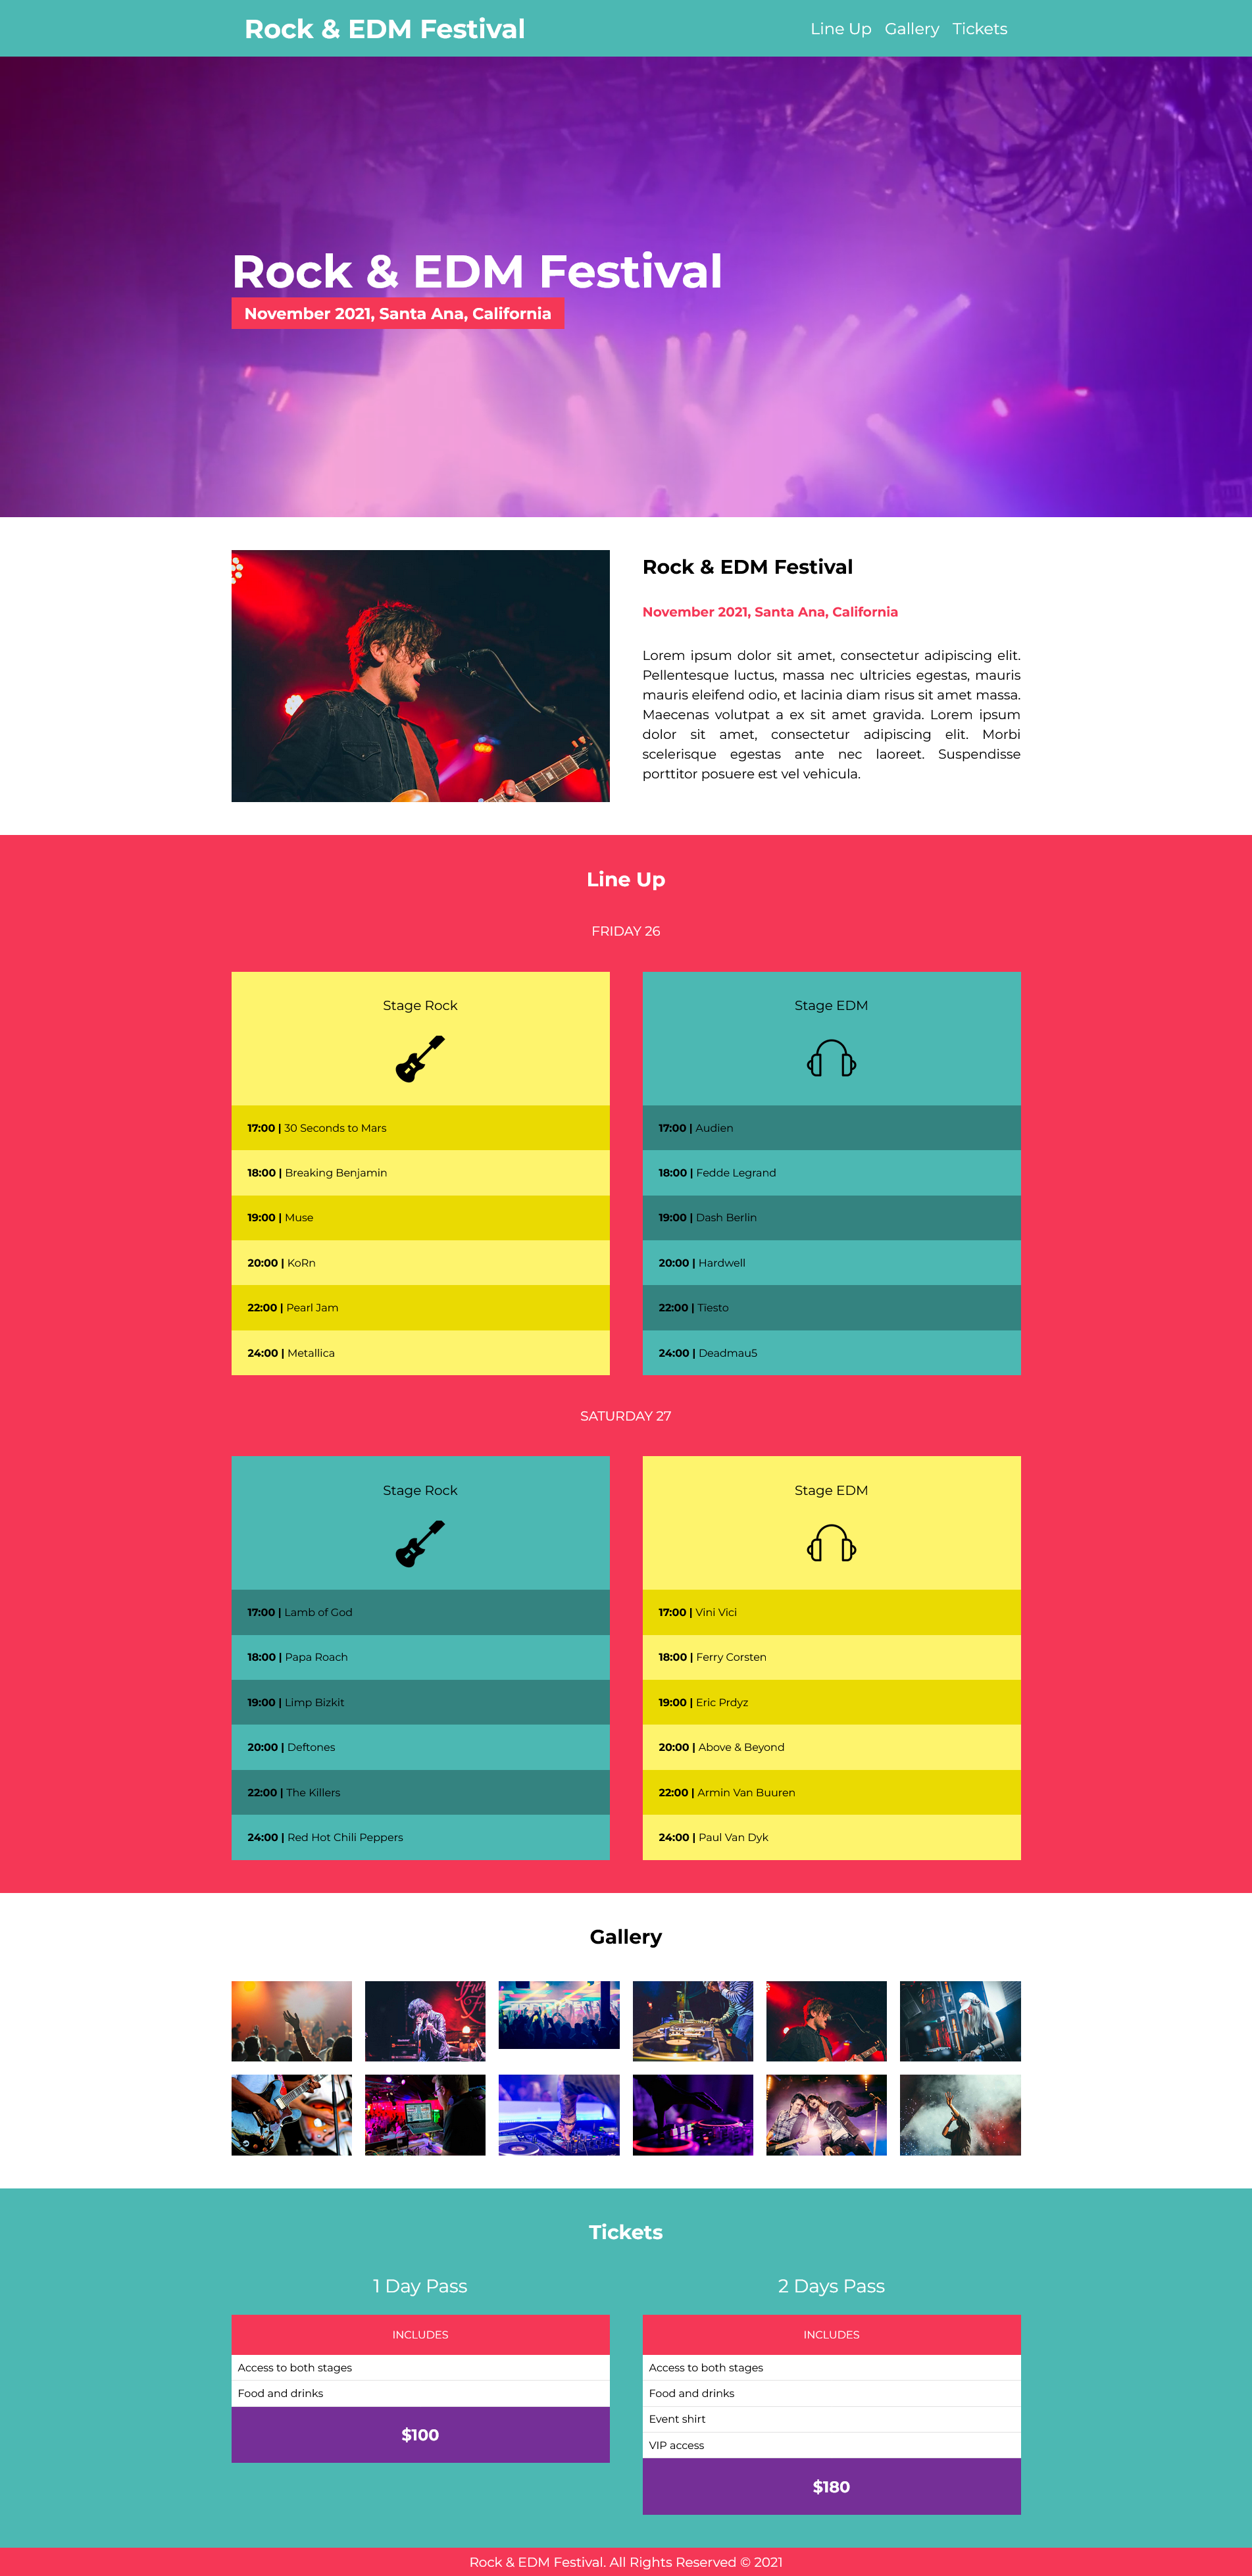 Rock & EDM Festival
Line Up Gallery Tickets
Rock & EDM Festival
November 2021, Santa Ana, California
Rock & EDM Festival
November 2021, Santa Ana, California
Lorem ipsum dolor sit amet, consectetur adipiscing elit.
Pellentesque luctus, massa nec ultricies egestas, mauris
mauris eleifend odio, et lacinia diam risus sit amet massa.
Maecenas volutpat a ex sit amet gravida. Lorem ipsum
dolor sit amet, consectetur adipiscing elit. Morbi
scelerisque egestas ante nec laoreet. Suspendisse
porttitor posuere est vel vehicula.
Line Up
FRIDAY 26
Stage Rock
17:00 | 30 Seconds to Mars
18:00 | Breaking Benjamin
19:00 | Muse
20:00 | KoRn
22:00 | Pearl Jam
24:00 | Metallica
Stage EDM
17:00 | Audien
18:00 | Fedde Legrand
19:00 | Dash Berlin
20:00 | Hardwell
22:00 | Tiesto
24:00 | Deadmau5
SATURDAY 27
Stage Rock
17:00 | Lamb of God
18:00 | Papa Roach
19:00 | Limp Bizkit
20:00 | Deftones
22:00 | The Killers
24:00 | Red Hot Chili Peppers
Stage EDM
17:00 | Vini Vici
18:00 | Ferry Corsten
19:00 | Eric Prdyz
20:00 | Above & Beyond
22:00 | Armin Van Buuren
24:00 | Paul Van Dyk
Gallery
Tickets
1 Day Pass
INCLUDES
Access to both stages
Food and drinks
$100
2 Days Pass
INCLUDES
Access to both stages
Food and drinks
Event shirt
VIP access
$180
Rock & EDM Festival. All Rights Reserved © 2021